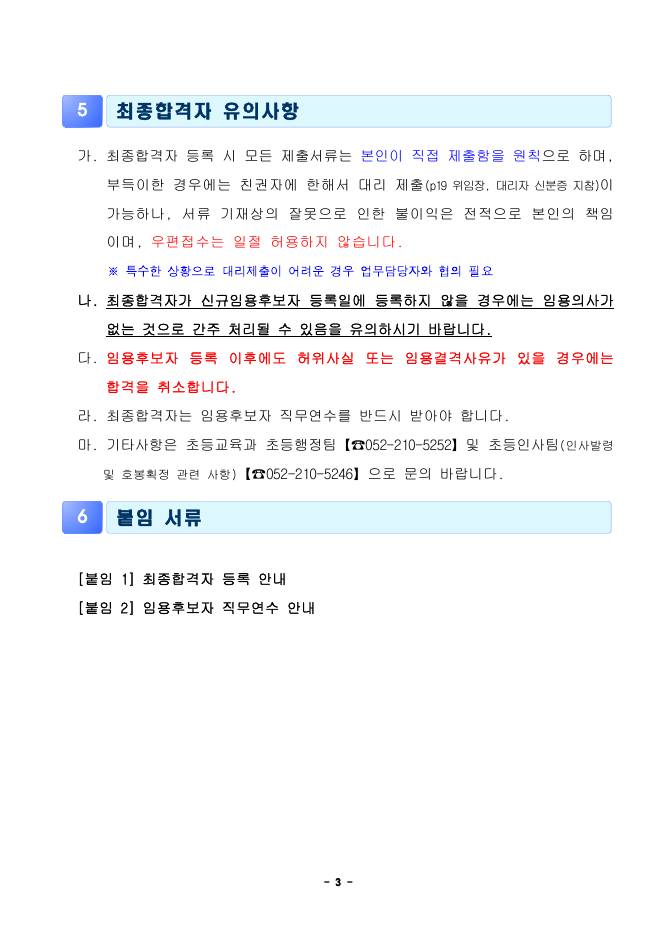 5 최종합격자 유의사항
가. 최종합격자 등록 시 모든 제출서류는 본인이 직접 제출함을 원칙으로 하며,
부득이한 경우에는 친권자에 한해서 대리 제출(p19 위임장, 대리자 신분증 지참)이
가능하나, 서류 기재상의 잘못으로 인한 불이익은 전적으로 본인의 책임
이며, 우편접수는 일절 허용하지 않습니다.
※ 특수한 상황으로 대리제출이 어려운 경우 업무담당자와 협의 필요
나. 최종합격자가 신규임용후보자 등록일에 등록하지 않을 경우에는 임용의사가
없는 것으로 간주 처리될 수 있음을 유의하시기 바랍니다.
다. 임용후보자 등록 이후에도 허위사실 또는 임용결격사유가 있을 경우에는
합격을 취소합니다.
라. 최종합격자는 임용후보자 직무연수를 반드시 받아야 합니다.
마. 기타사항은 초등교육과 초등행정팀【☎052-210-5252】및 초등인사팀(인사발령
및 호봉획정 관련 사항)【☎052-210-5246】으로 문의 바랍니다.
6 붙임 서류
[붙임 1] 최종합격자 등록 안내
[붙임 2] 임용후보자 직무연수 안내
- 3 -